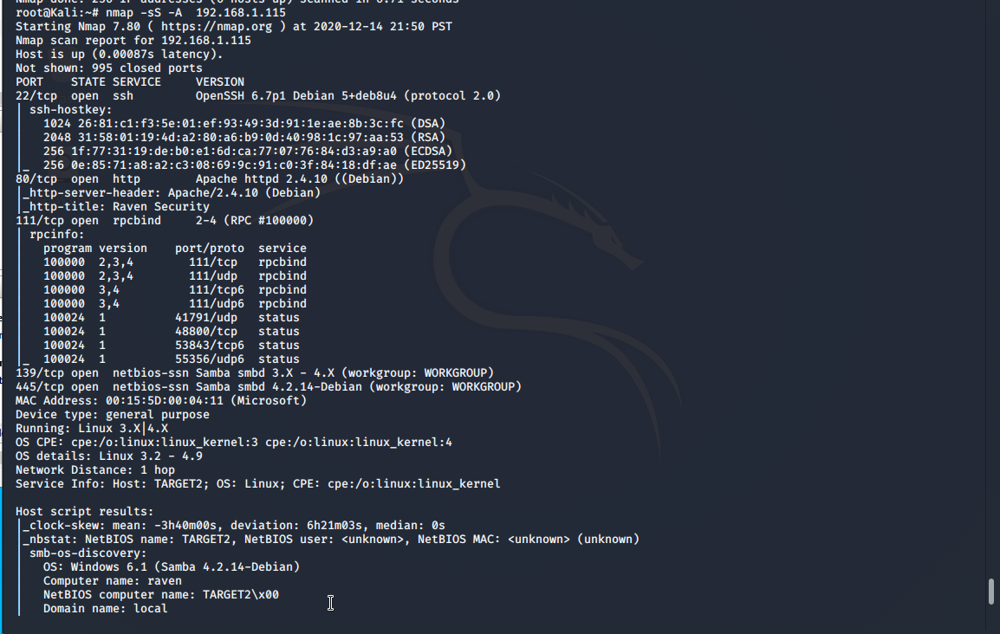 Nmap done: 256 IP addresses (0 hosts up) scanned in 6.71 seconds
root@Kali:~# nmap -sS -A  192.168.1.115
Starting Nmap 7.80 ( https://nmap.org ) at 2020-12-14 21:50 PST
Nmap scan report for 192.168.1.115
Host is up (0.00087s latency).
Not shown: 995 closed ports
PORT    STATE SERVICE     VERSION
22/tcp  open  ssh         OpenSSH 6.7p1 Debian 5+deb8u4 (protocol 2.0)
| ssh-hostkey:
|   1024 26:81:c1:f3:5e:01:ef:93:49:3d:91:1e:ae:8b:3c:fc (DSA)
|   2048 31:58:01:19:4d:a2:80:a6:b9:0d:40:98:1c:97:aa:53 (RSA)
|   256 1f:77:31:19:de:b0:e1:6d:ca:77:07:76:84:d3:a9:a0 (ECDSA)
|_  256 0e:85:71:a8:a2:c3:08:69:9c:91:c0:3f:84:18:df:ae (ED25519)
80/tcp  open  http        Apache httpd 2.4.10 ((Debian))
|_http-server-header: Apache/2.4.10 (Debian)
|_http-title: Raven Security
111/tcp open  rpcbind     2-4 (RPC #100000)
| rpcinfo:
|   program version    port/proto  service
|   100000  2,3,4        111/tcp   rpcbind
|   100000  2,3,4        111/udp   rpcbind
|   100000  3,4          111/tcp6  rpcbind
|   100000  3,4          111/udp6  rpcbind
|   100024  1          41791/udp   status
|   100024  1          48800/tcp   status
|   100024  1          53843/tcp6  status
|_  100024  1          55356/udp6  status
139/tcp open  netbios-ssn Samba smbd 3.X - 4.X (workgroup: WORKGROUP)
445/tcp open  netbios-ssn Samba smbd 4.2.14-Debian (workgroup: WORKGROUP)
MAC Address: 00:15:5D:00:04:11 (Microsoft)
Device type: general purpose
Running: Linux 3.X|4.X
OS CPE: cpe:/o:linux:linux_kernel:3 cpe:/o:linux:linux_kernel:4
OS details: Linux 3.2 - 4.9
Network Distance: 1 hop
Service Info: Host: TARGET2; OS: Linux; CPE: cpe:/o:linux:linux_kernel

Host script results:
|_clock-skew: mean: -3h40m00s, deviation: 6h21m03s, median: 0s
|_nbstat: NetBIOS name: TARGET2, NetBIOS user: <unknown>, NetBIOS MAC: <unknown> (unknown)
| smb-os-discovery:
|   OS: Windows 6.1 (Samba 4.2.14-Debian)
|   Computer name: raven
|   NetBIOS computer name: TARGET2\x00
|   Domain name: local